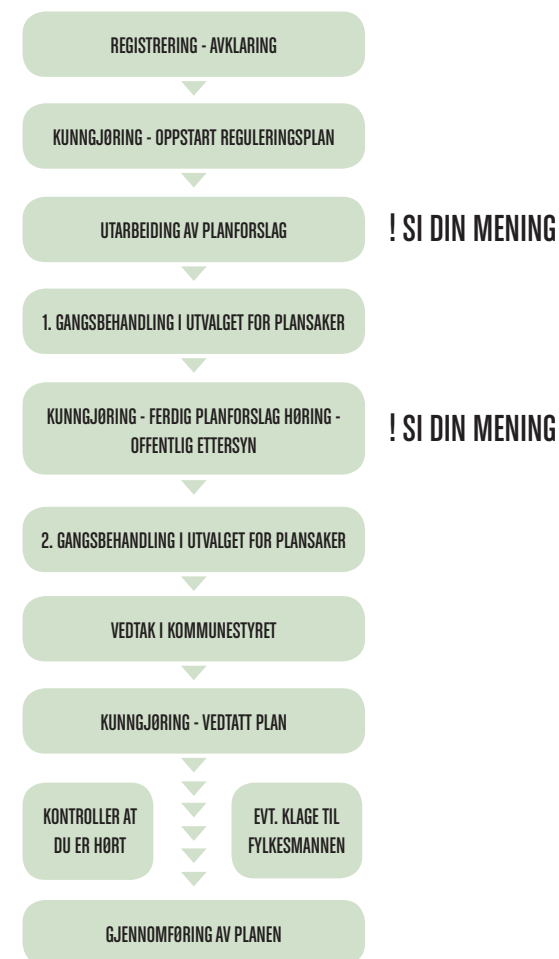 REGISTRERING - AVKLARING
KUNNGJØRING - OPPSTART REGULERINGSPLAN
UTARBEIDING AV PLANFORSLAG
! SI DIN MENING
1. GANGSBEHANDLING I UTVALGET FOR PLANSAKER
KUNNGJØRING - FERDIG PLANFORSLAG HØRING -
OFFENTLIG ETTERSYN
! SI DIN MENING
2. GANGSBEHANDLING I UTVALGET FOR PLANSAKER
VEDTAK I KOMMUNESTYRET
KUNNGJØRING - VEDTATT PLAN
KONTROLLER AT
DU ER HØRT
EVT. KLAGE TIL
FYLKESMANNEN
GJENNOMFØRING AV PLANEN